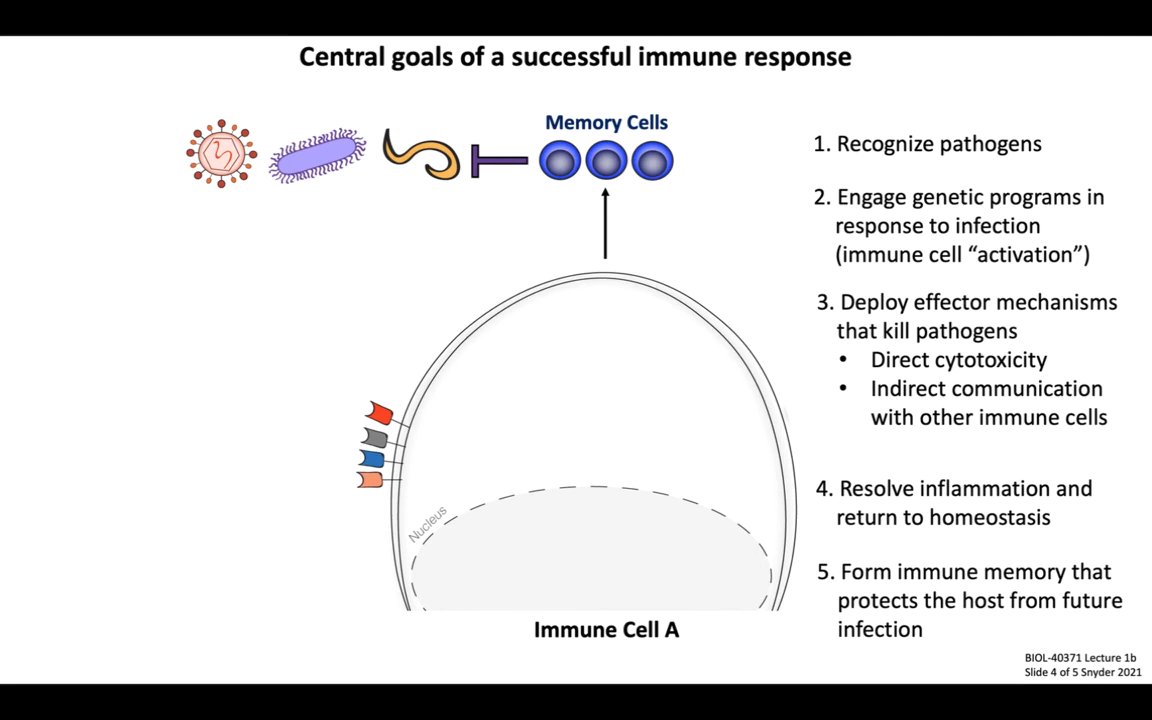 Central goals of a successful immune response
Memory Cells
1. Recognize pathogens
2. Engage genetic programs in
response to infection
(immune cell “activation”)
3. Deploy effector mechanisms
that kill pathogens
• Direct cytotoxicity
• Indirect communication
with other immune cells
4. Resolve inflammation and
return to homeostasis
5. Form immune memory that
protects the host from future
infection
Nucleus
Immune Cell A
BIOL-40371 Lecture 1b
Slide 4 of 5 Snyder 2021